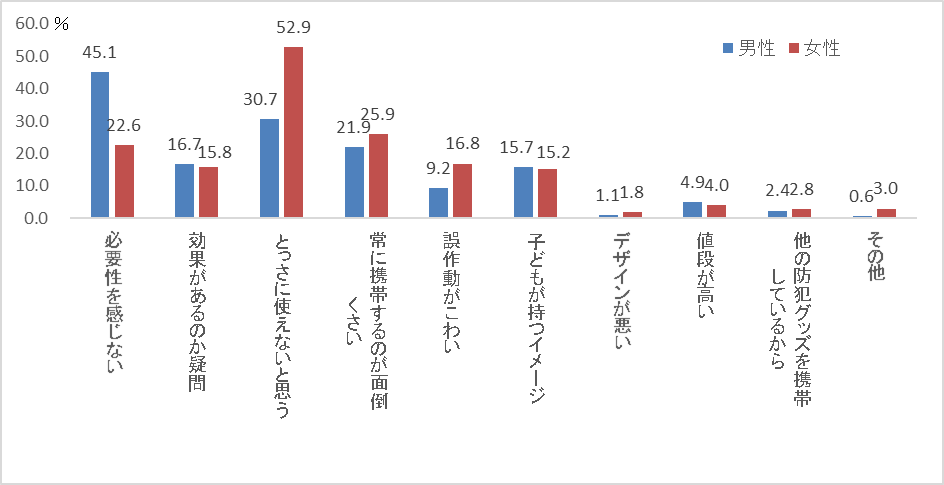 60.0 %
50.0
40.0
30.0
20.0
10.0
0.0
男性 女性
45.1
22.6
16.7
15.8
30.7
52.9
21.9
25.9
9.2
16.8
15.7
15.2
1.1
1.8
4.9
4.0
2.4
2.8
0.6
3.0
必要性を感じない
効果があるのか疑問
とっさに使えないと思う
常に携帯するのが面倒
くさい
誤作動がこわい
子どもが持つイメージ
デザインが悪い
値段が高い
他の防犯グッズを携帯
しているから
その他